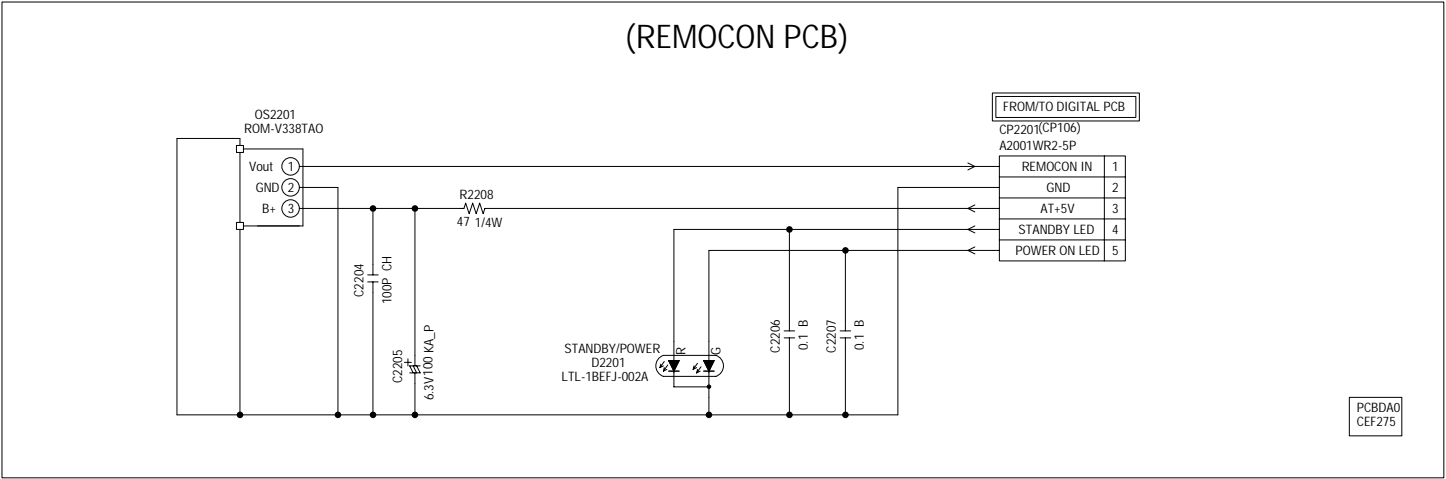 (REMOCON PCB)
FROM/TO DIGITAL PCB
OS2201
ROM-V338TAO
CP2201(CP106)
A2001WR2-5P
Vout 1
GND 2
B+ 3
REMOCON IN 1
GND 2
AT+5V 3
STANDBY LED 4
POWER ON LED 5
R2208
47 1/4W
C2204
100P CH
C2205
+
6.3V100 KA_P
STANDBY/POWER
D2201
LTL-1BEFJ-002A
R
G
C2206
0.1 B
C2207
0.1 B
PCBDA0
CEF275